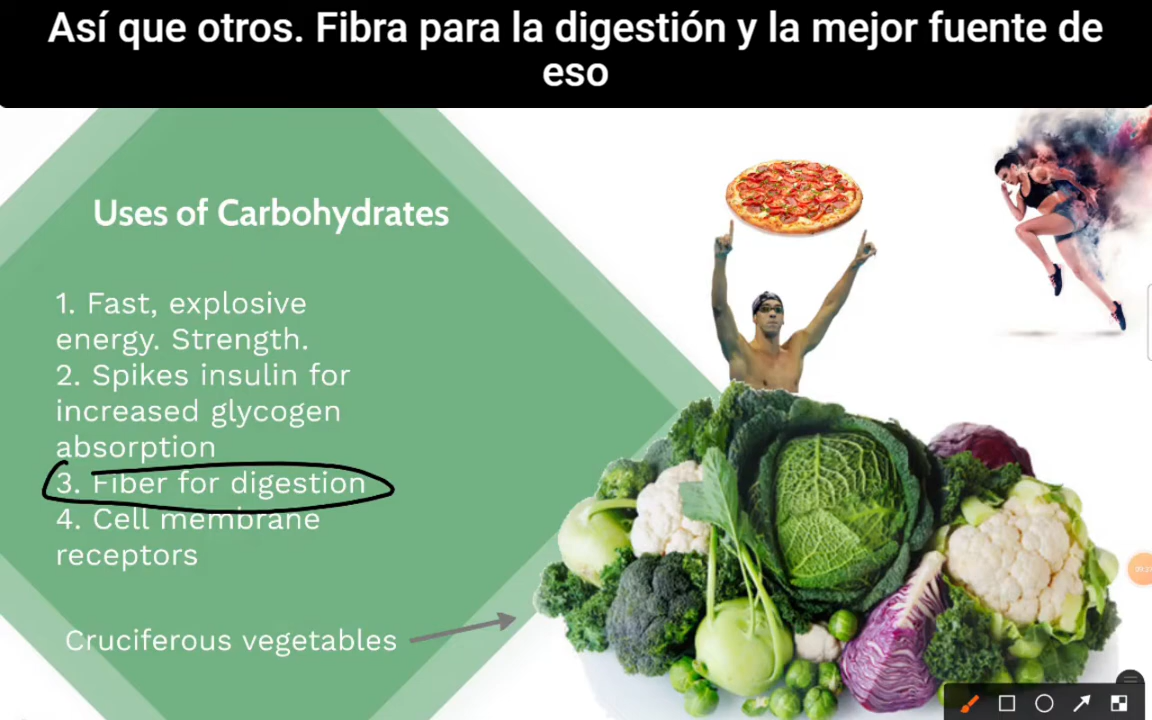 Así que otros. Fibra para la digestión y la mejor fuente de
eso
Uses of Carbohydrates
1. Fast, explosive
energy. Strength.
2. Spikes insulin for
increased glycogen
absorption
3. Fiber for digestion
4. Cell membrane
receptors
Cruciferous vegetables